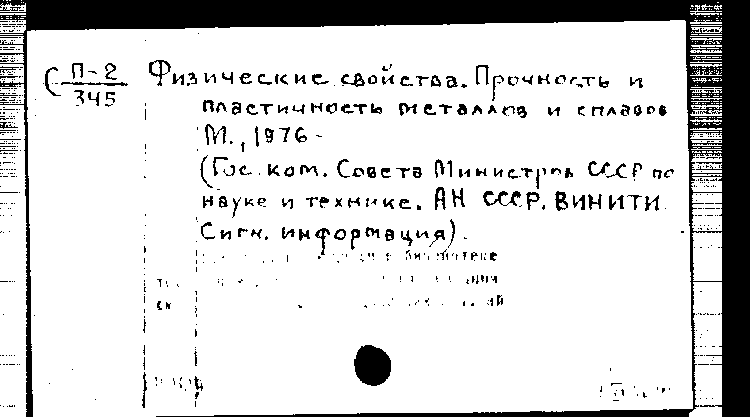 С П-2
345
Физические свойства. Прочность и
пластичность металлов и сплавов
М., 1976-
(Гос. ком. Совета Министров СССР по
науке и технике. АН СССР. ВИНИТИ.
Сигн. информация).
библиотеке